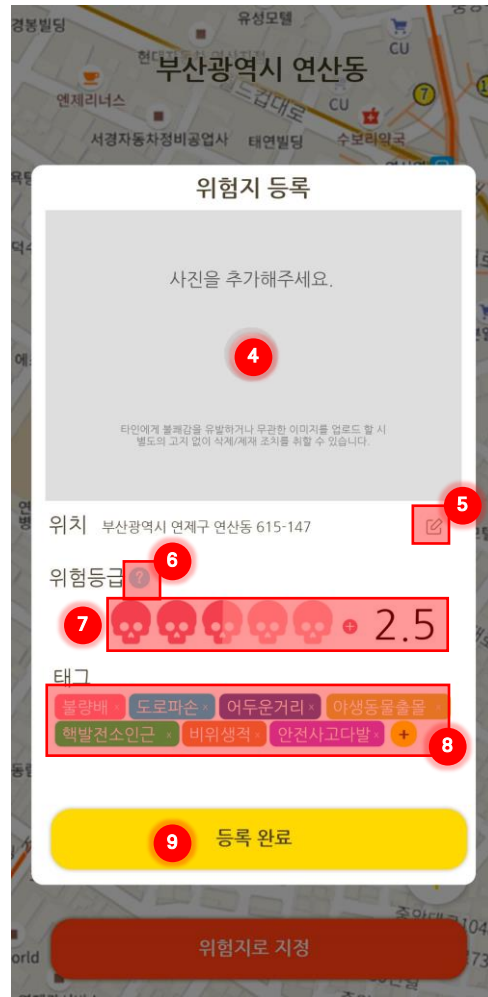 경봉빌딩
유성모텔
CU
부산광역시 연산동
엔제리너스
CU
7
서경자동차정비공업사
태연빌딩
수보리약국
위험지 등록
사진을 추가해주세요.
4
타인에게 불쾌감을 유발하거나 무관한 이미지를 업로드 할 시
별도의 고지 없이 삭제/제재 조치를 취할 수 있습니다.
5
위치 부산광역시 연제구 연산동 615-147
6
위험등급 ?
7
2.5
태그
불량배 × 도로파손 × 어두운거리 × 야생동물출몰 ×
핵발전소인근 × 비위생적 × 안전사고다발 × +
8
9
등록 완료
위험지로 지정